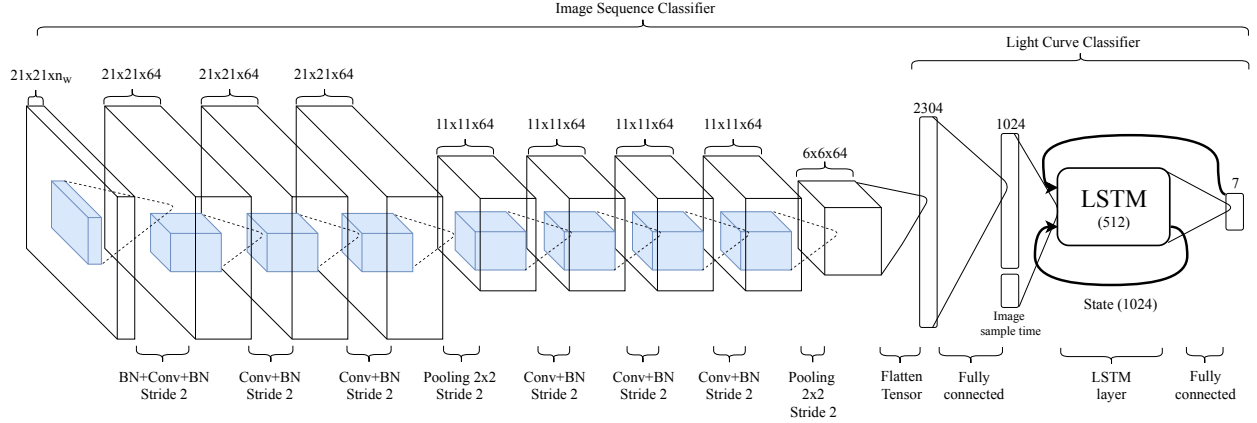 Image Sequence Classifier
Light Curve Classifier
21x21xn_w
21x21x64
21x21x64
21x21x64
11x11x64
11x11x64
11x11x64
11x11x64
6x6x64
2304
1024
7
LSTM
(512)
State (1024)
Image
sample time
BN+Conv+BN
Stride 2
Conv+BN
Stride 2
Conv+BN
Stride 2
Pooling 2x2
Stride 2
Conv+BN
Stride 2
Conv+BN
Stride 2
Conv+BN
Stride 2
Pooling
2x2
Stride 2
Flatten
Tensor
Fully
connected
LSTM
layer
Fully
connected